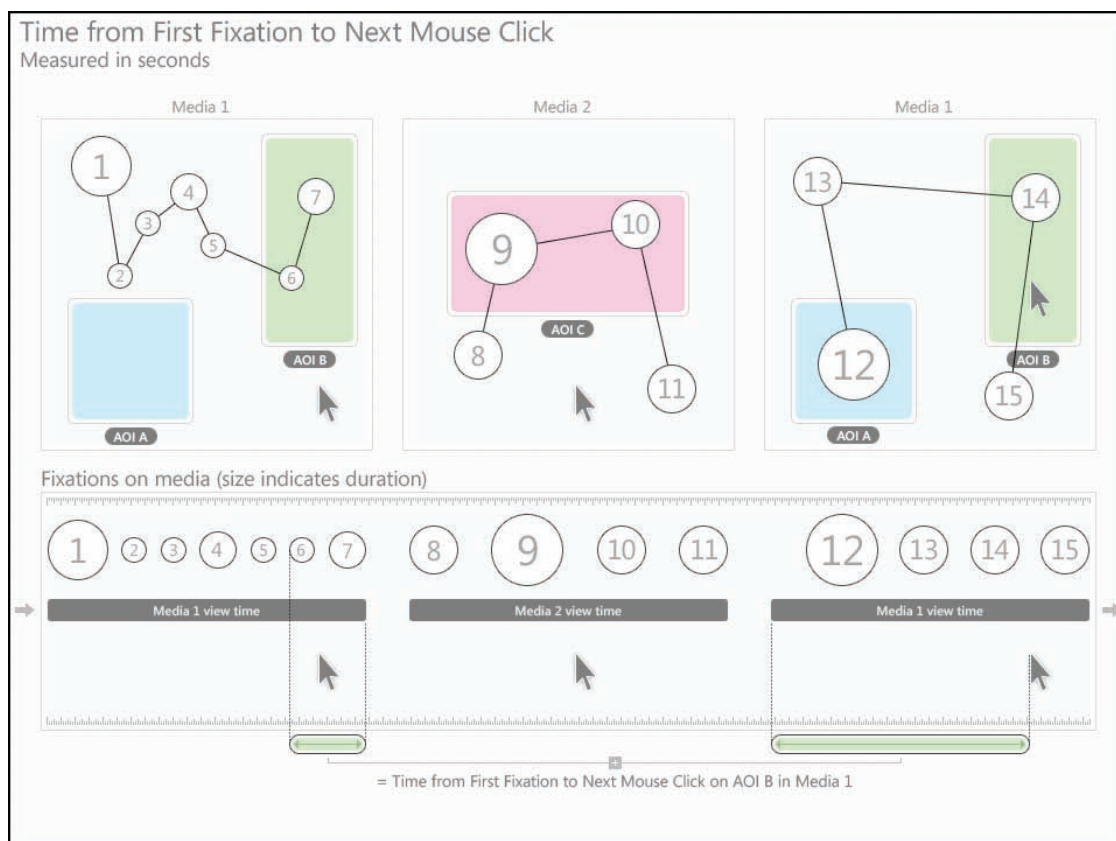 Time from First Fixation to Next Mouse Click
Measured in seconds
Media 1
Media 2
Media 1
1
2
3
4
5
6
7
AOI A
AOI B
8
9
10
11
AOI C
12
13
14
15
AOI A
AOI B
Fixations on media (size indicates duration)
1 2 3 4 5 6 7 8 9 10 11 12 13 14 15
Media 1 view time
Media 2 view time
Media 1 view time
+
= Time from First Fixation to Next Mouse Click on AOI B in Media 1